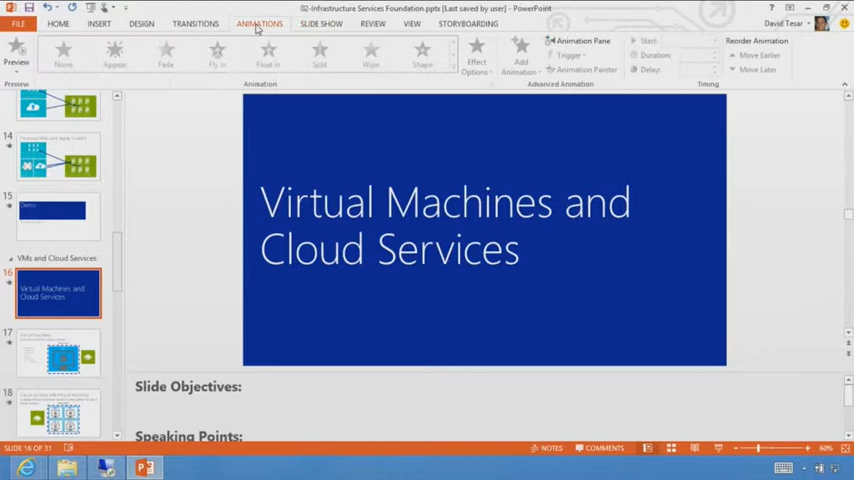 02-Infrastructure Services Foundation.pptx [Last saved by user] - PowerPoint
FILE HOME INSERT DESIGN TRANSITIONS ANIMATIONS SLIDE SHOW REVIEW VIEW STORYBOARDING David Tesar
Preview
None Appear Fade Fly In Float In Split Wipe Shape
Effect Options
Add Animation
Animation Pane
Trigger
Animation Painter
Start:
Duration:
Delay:
Reorder Animation
Move Earlier
Move Later
Preview Animation Advanced Animation Timing
14
15
Demo
VMs and Cloud Services
16
Virtual Machines and
Cloud Services
17
18
Virtual Machines and
Cloud Services
Slide Objectives:
Speaking Points:
SLIDE 16 OF 31 NOTES COMMENTS 60%